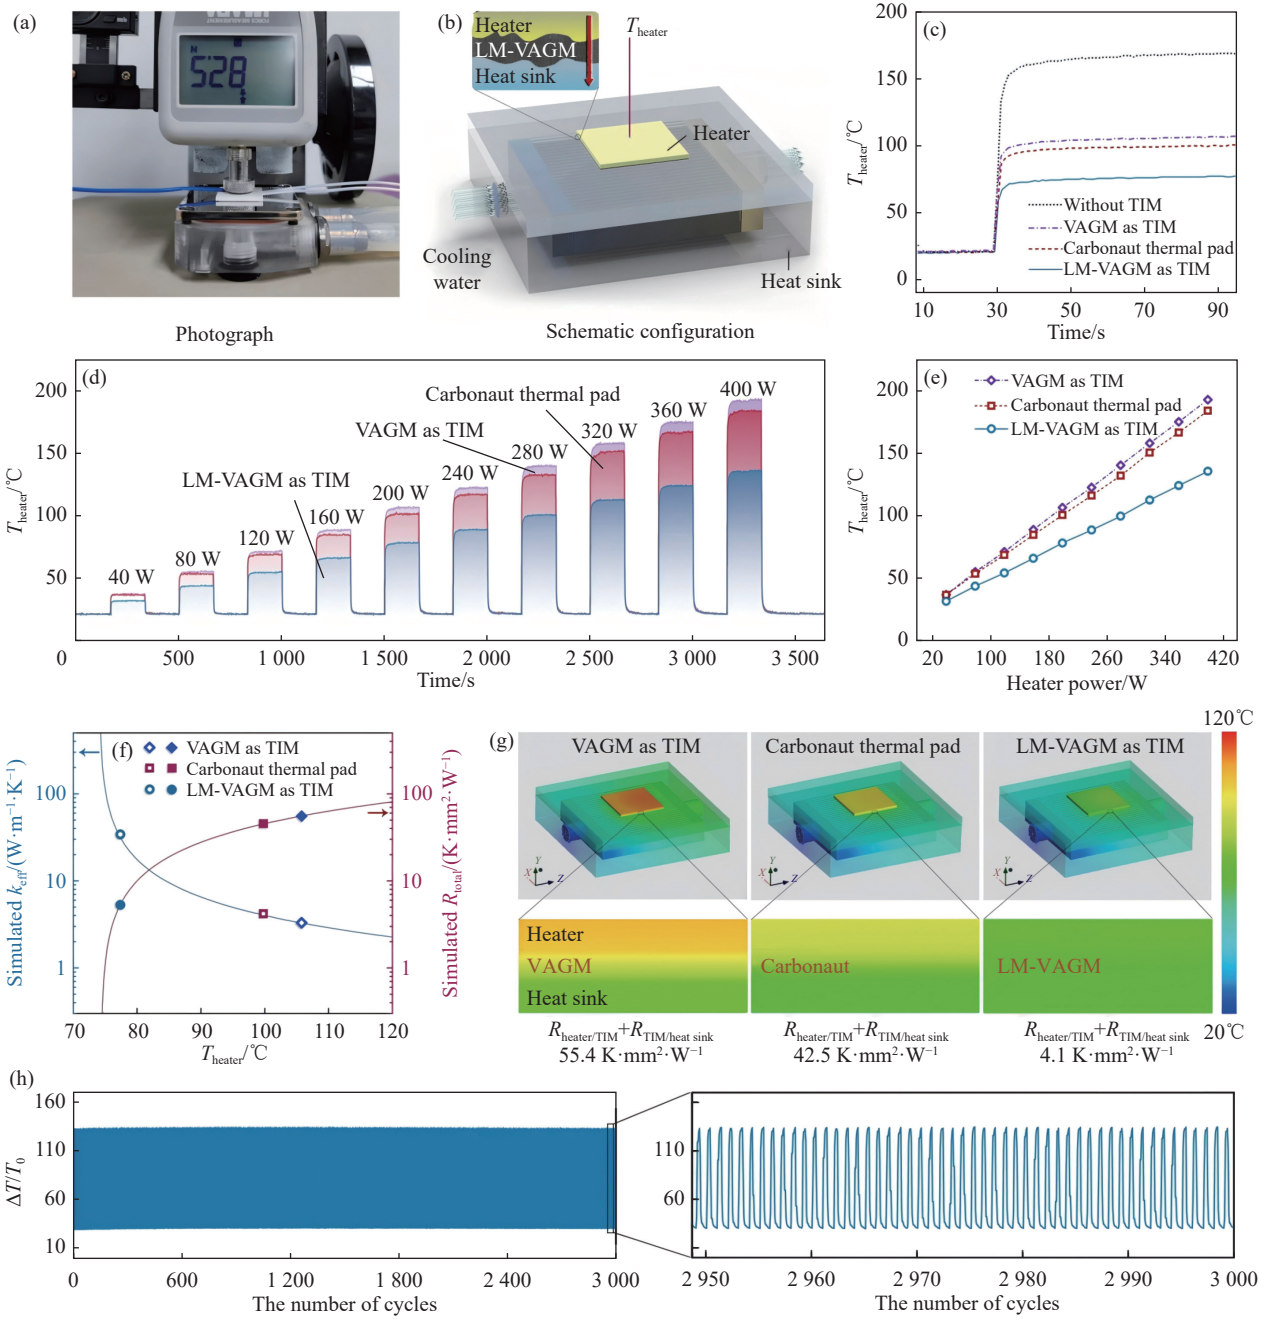 (a)
FORCE MEASUREMENT
N
528
Photograph
(b)
Heater
LM-VAGM
Heat sink
T_heater
Heater
Cooling
water
Heat sink
Schematic configuration
(c)
T_heater/℃
200
150
100
50
0
Without TIM
VAGM as TIM
Carbonaut thermal pad
LM-VAGM as TIM
10 30 50 70 90
Time/s
(d)
T_heater/℃
200
150
100
50
0
40 W
80 W
120 W
160 W
200 W
240 W
280 W
320 W
360 W
400 W
LM-VAGM as TIM
VAGM as TIM
Carbonaut thermal pad
500 1 000 1 500 2 000 2 500 3 000 3 500
Time/s
(e)
T_heater/℃
200
150
100
50
0
VAGM as TIM
Carbonaut thermal pad
LM-VAGM as TIM
20 100 180 260 340 420
Heater power/W
(f)
Simulated k_eff/(W·m⁻¹·K⁻¹)
100
10
1
VAGM as TIM
Carbonaut thermal pad
LM-VAGM as TIM
100
10
1
Simulated R_total/(K·mm²·W⁻¹)
70 80 90 100 110 120
T_heater/℃
(g)
VAGM as TIM
Carbonaut thermal pad
LM-VAGM as TIM
120℃
20℃
X Y Z
X Y Z
X Y Z
Heater
VAGM
Heat sink
Carbonaut
LM-VAGM
R_heater/TIM+R_TIM/heat sink
55.4 K·mm²·W⁻¹
R_heater/TIM+R_TIM/heat sink
42.5 K·mm²·W⁻¹
R_heater/TIM+R_TIM/heat sink
4.1 K·mm²·W⁻¹
(h)
ΔT/T₀
160
110
60
10
0 600 1 200 1 800 2 400 3 000
The number of cycles
110
60
2 950 2 960 2 970 2 980 2 990 3 000
The number of cycles